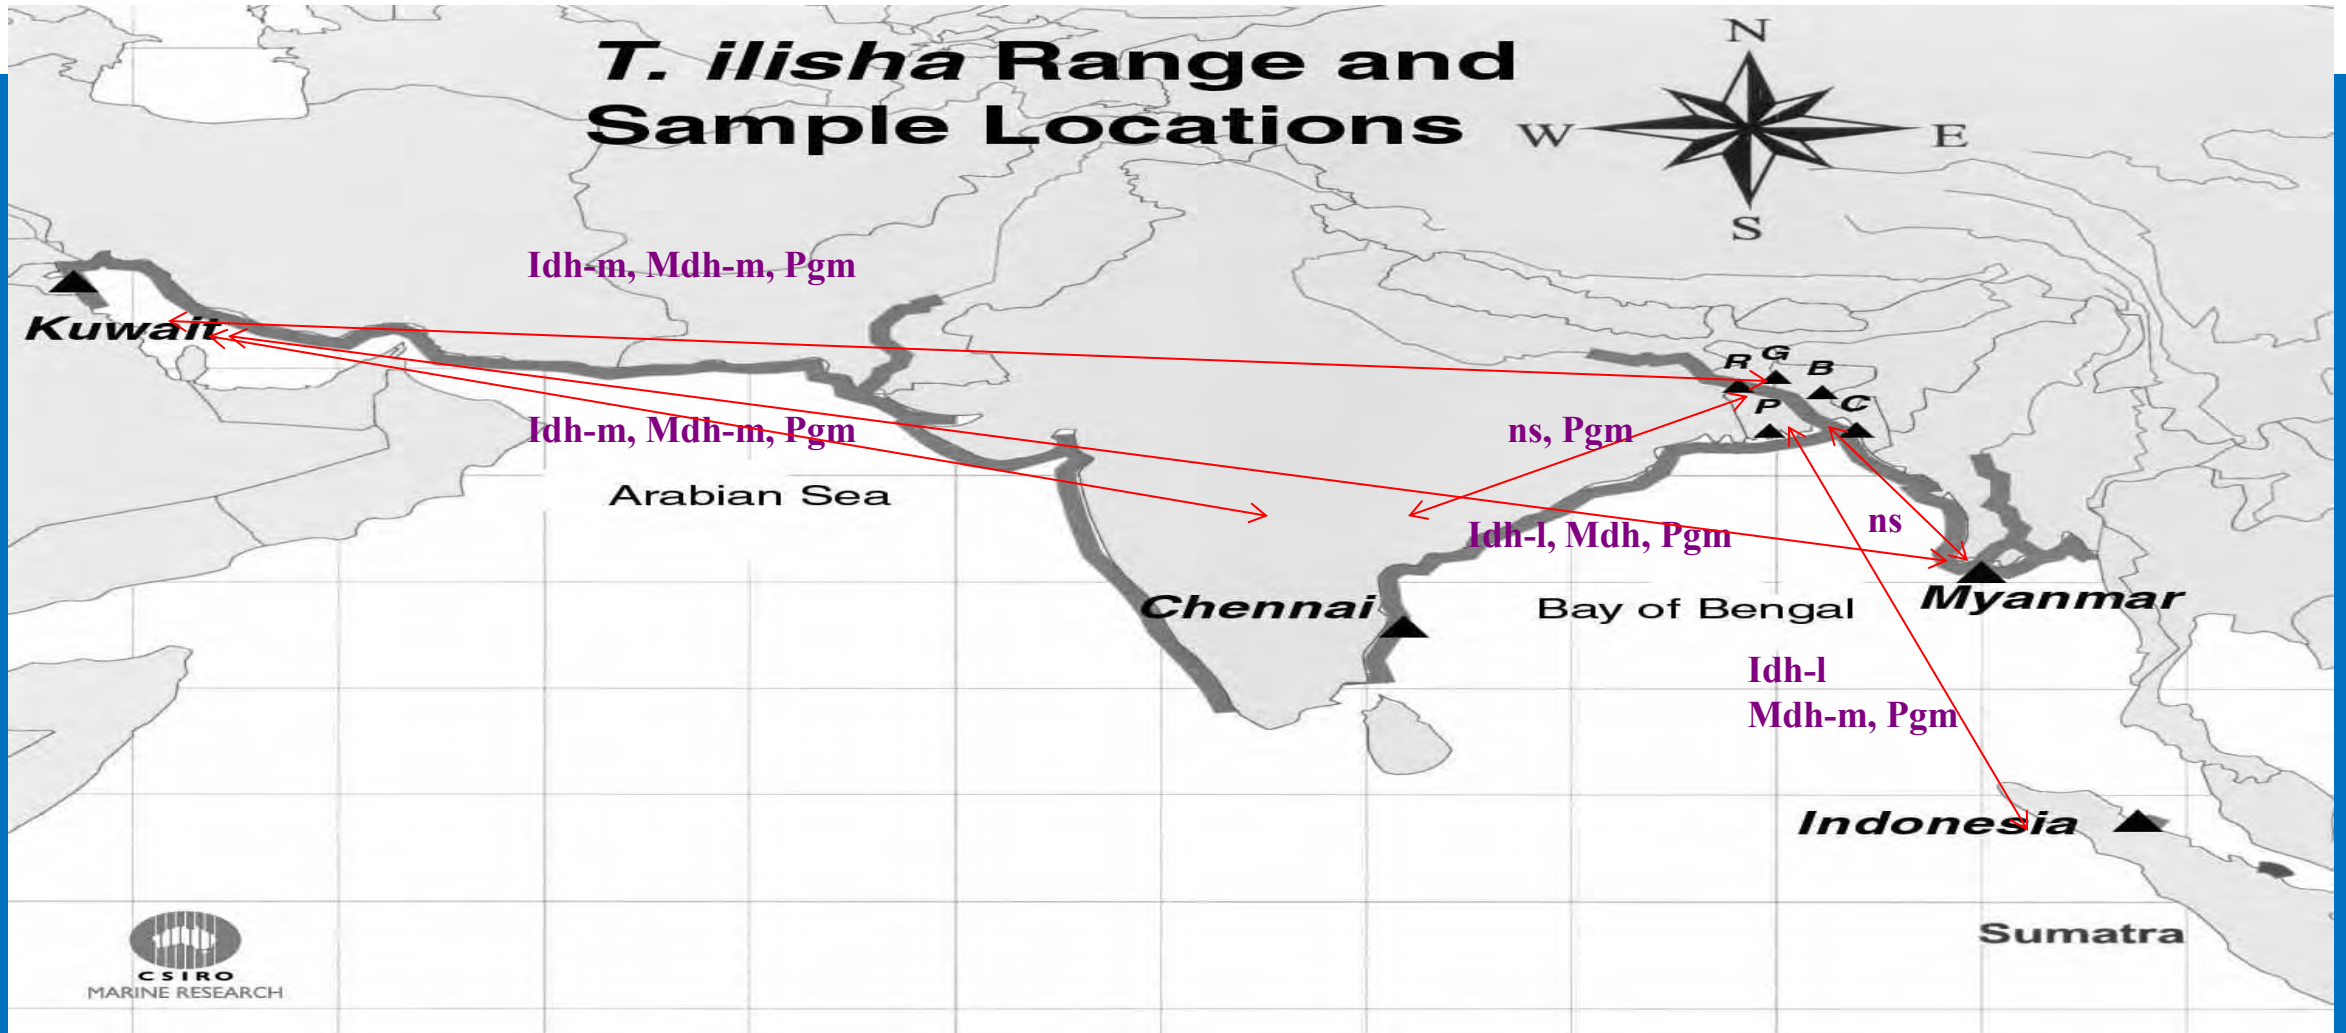 T. ilisha Range and
Sample Locations
N
W
E
S
Idh-m, Mdh-m, Pgm
Kuwait
R
G
B
P
C
Idh-m, Mdh-m, Pgm
ns, Pgm
Arabian Sea
ns
Idh-l, Mdh, Pgm
Chennai
Bay of Bengal
Myanmar
Idh-l
Mdh-m, Pgm
Indonesia
Sumatra
CSIRO
MARINE RESEARCH